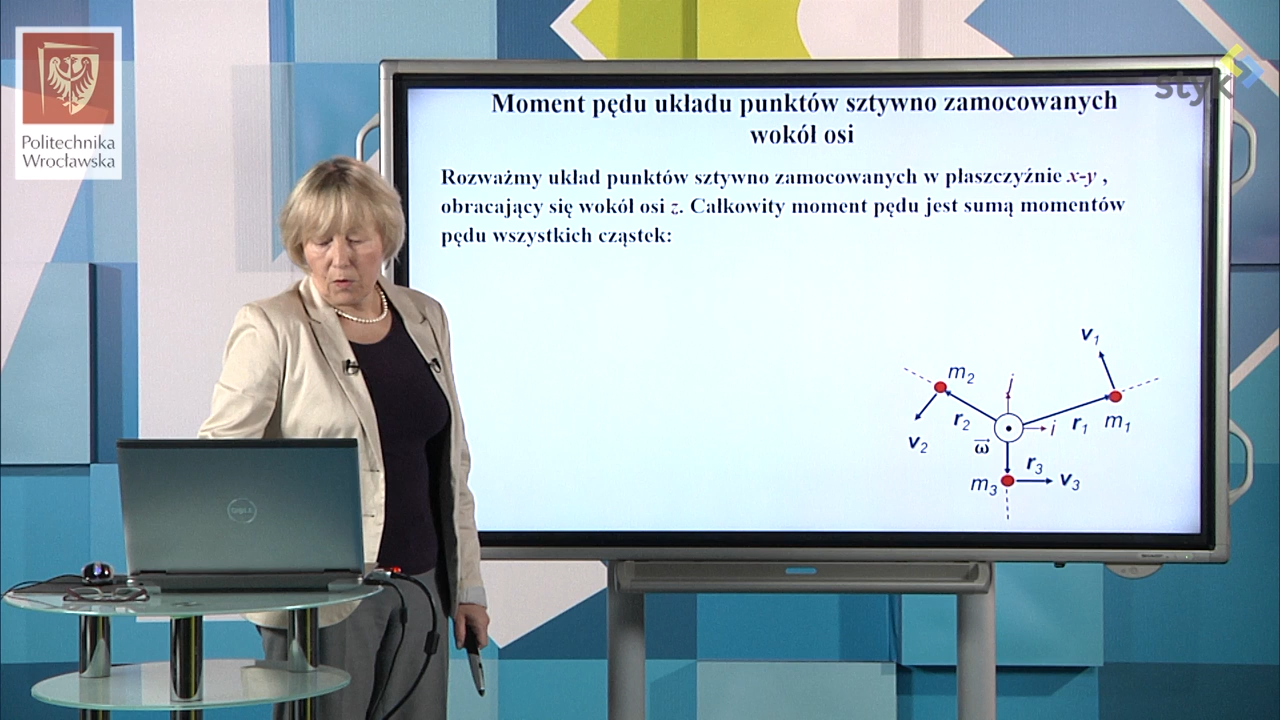 Politechnika
Wrocławska
styk
Moment pędu układu punktów sztywno zamocowanych
wokół osi
Rozważmy układ punktów sztywno zamocowanych w płaszczyźnie x-y ,
obracający się wokół osi z. Całkowity moment pędu jest sumą momentów
pędu wszystkich cząstek:
v1
m2
j
r2
i
r1
m1
v2
ω
r3
m3
v3